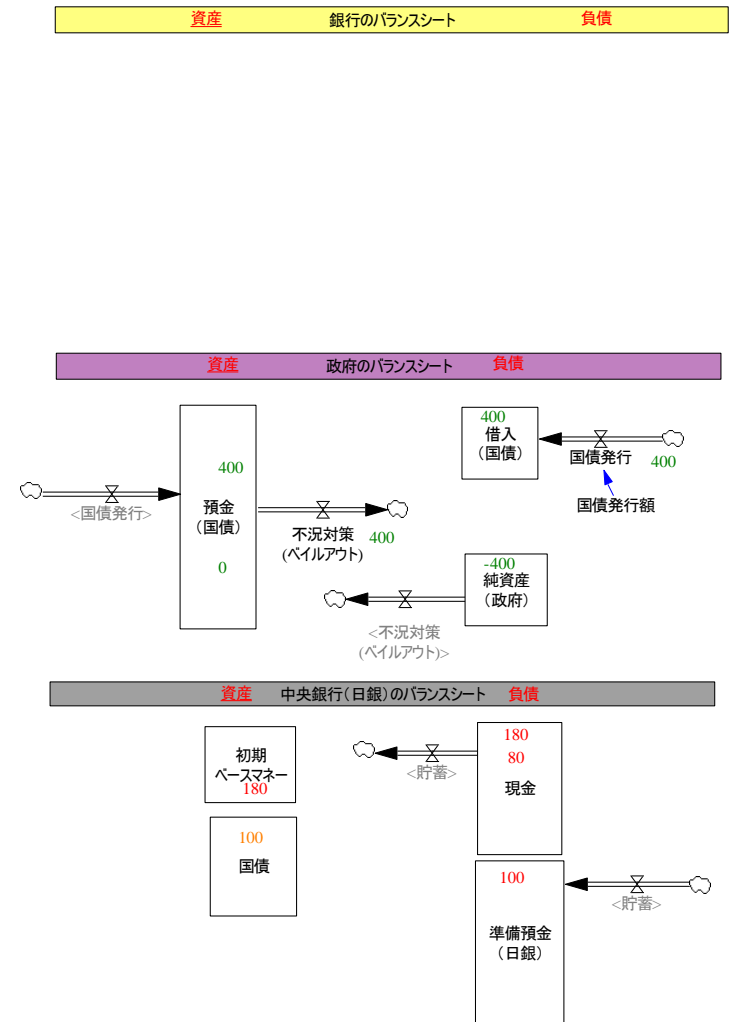 資産 銀行のバランスシート 負債
資産 政府のバランスシート 負債
400
預金
(国債)
0
<国債発行>
不況対策
(ベイルアウト)
400
400
借入
(国債)
国債発行
400
国債発行額
-400
純資産
(政府)
<不況対策
(ベイルアウト)>
資産 中央銀行(日銀)のバランスシート 負債
初期
ベースマネー
180
100
国債
180
80
現金
<貯蓄>
100
準備預金
(日銀)
<貯蓄>